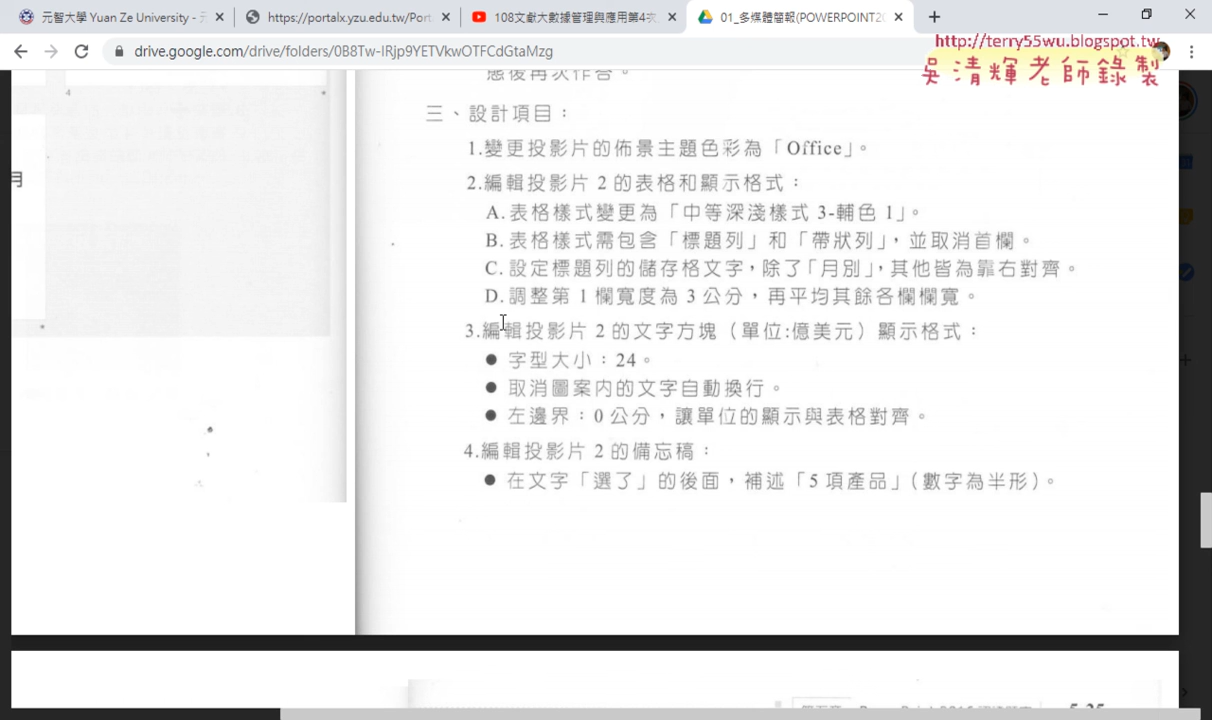 元智大學 Yuan Ze University - 元
https://portalx.yzu.edu.tw/Port
108文獻大數據管理與應用第4次
01_多媒體簡報(POWERPOINT20
drive.google.com/drive/folders/0B8Tw-IRjp9YETVkwOTFCdGtaMzg
http://terry55wu.blogspot.tw
吳清輝老師錄製
態後再次作答。
4
月
三、設計項目：
1.變更投影片的佈景主題色彩為「Office」。
2.編輯投影片 2 的表格和顯示格式：
A.表格樣式變更為「中等深淺樣式 3-輔色 1」。
B.表格樣式需包含「標題列」和「帶狀列」，並取消首欄。
C.設定標題列的儲存格文字，除了「月別」，其他皆為靠右對齊。
D.調整第 1 欄寬度為 3 公分，再平均其餘各欄欄寬。
3.編輯投影片 2 的文字方塊（單位:億美元）顯示格式：
● 字型大小：24。
● 取消圖案內的文字自動換行。
● 左邊界：0 公分，讓單位的顯示與表格對齊。
4.編輯投影片 2 的備忘稿：
● 在文字「選了」的後面，補述「5 項產品」（數字為半形）。